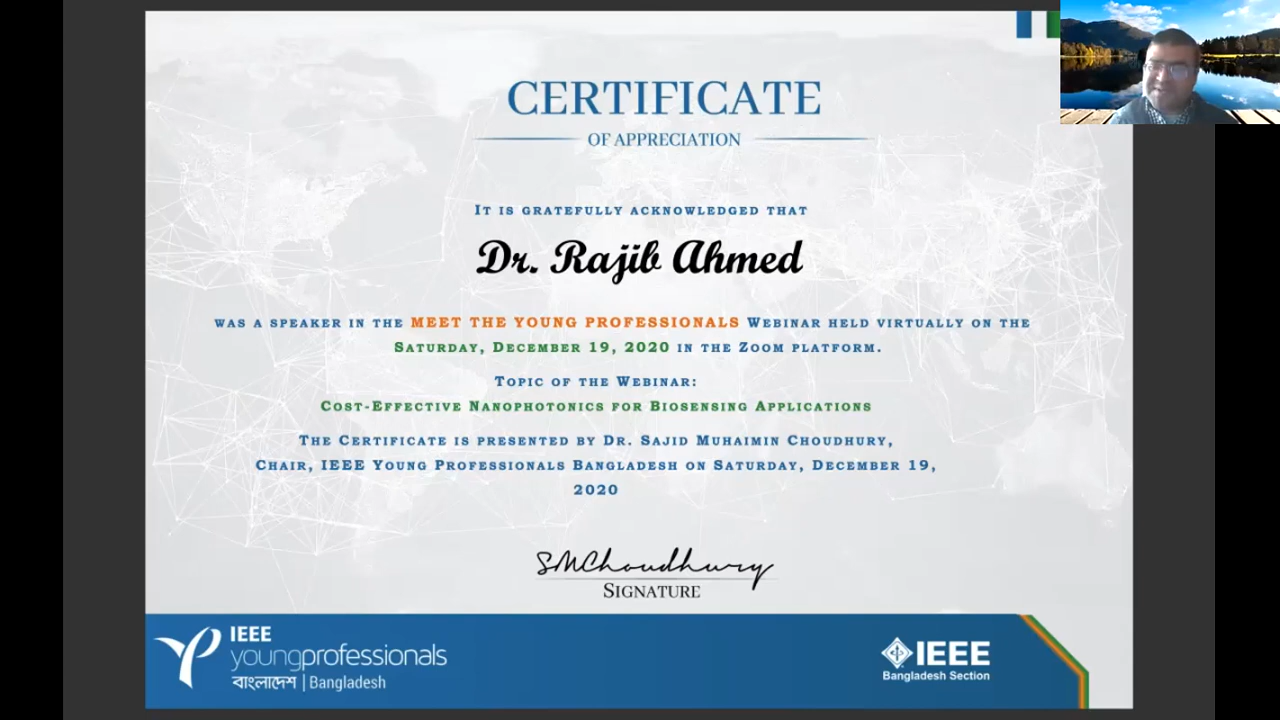 CERTIFICATE
OF APPRECIATION
IT IS GRATEFULLY ACKNOWLEDGED THAT
Dr. Rajib Ahmed
WAS A SPEAKER IN THE MEET THE YOUNG PROFESSIONALS WEBINAR HELD VIRTUALLY ON THE
SATURDAY, DECEMBER 19, 2020 IN THE ZOOM PLATFORM.
TOPIC OF THE WEBINAR:
COST-EFFECTIVE NANOPHOTONICS FOR BIOSENSING APPLICATIONS
THE CERTIFICATE IS PRESENTED BY DR. SAJID MUHAIMIN CHOUDHURY,
CHAIR, IEEE YOUNG PROFESSIONALS BANGLADESH ON SATURDAY, DECEMBER 19,
2020
SMChoudhury
SIGNATURE
IEEE
youngprofessionals
বাংলাদেশ | Bangladesh
IEEE
Bangladesh Section